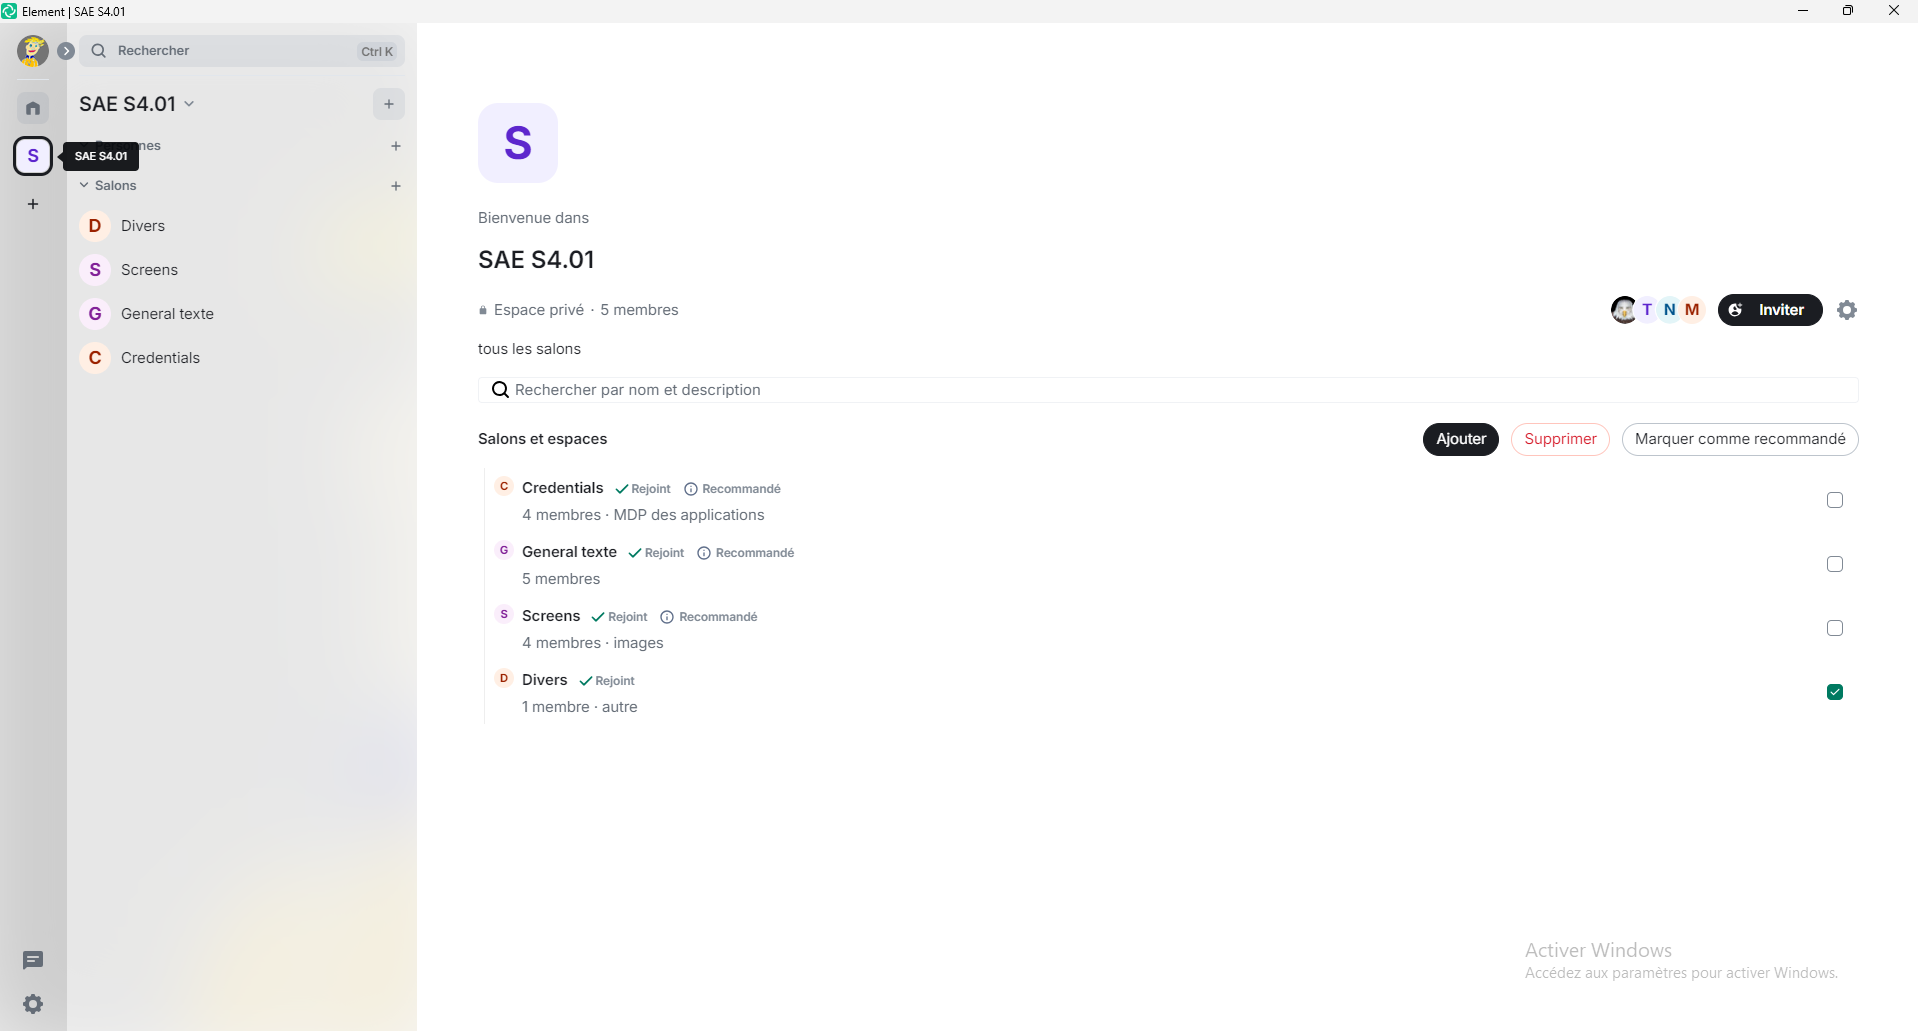 Element | SAE S4.01
Rechercher
Ctrl K
SAE S4.01
SAE S4.01
S
Salons
D Divers
S Screens
G General texte
C Credentials
S
Bienvenue dans
SAE S4.01
Espace privé · 5 membres
T N M
Inviter
tous les salons
Rechercher par nom et description
Salons et espaces
Ajouter
Supprimer
Marquer comme recommandé
C Credentials Rejoint Recommandé
4 membres · MDP des applications
G General texte Rejoint Recommandé
5 membres
S Screens Rejoint Recommandé
4 membres · images
D Divers Rejoint
1 membre · autre
Activer Windows
Accédez aux paramètres pour activer Windows.